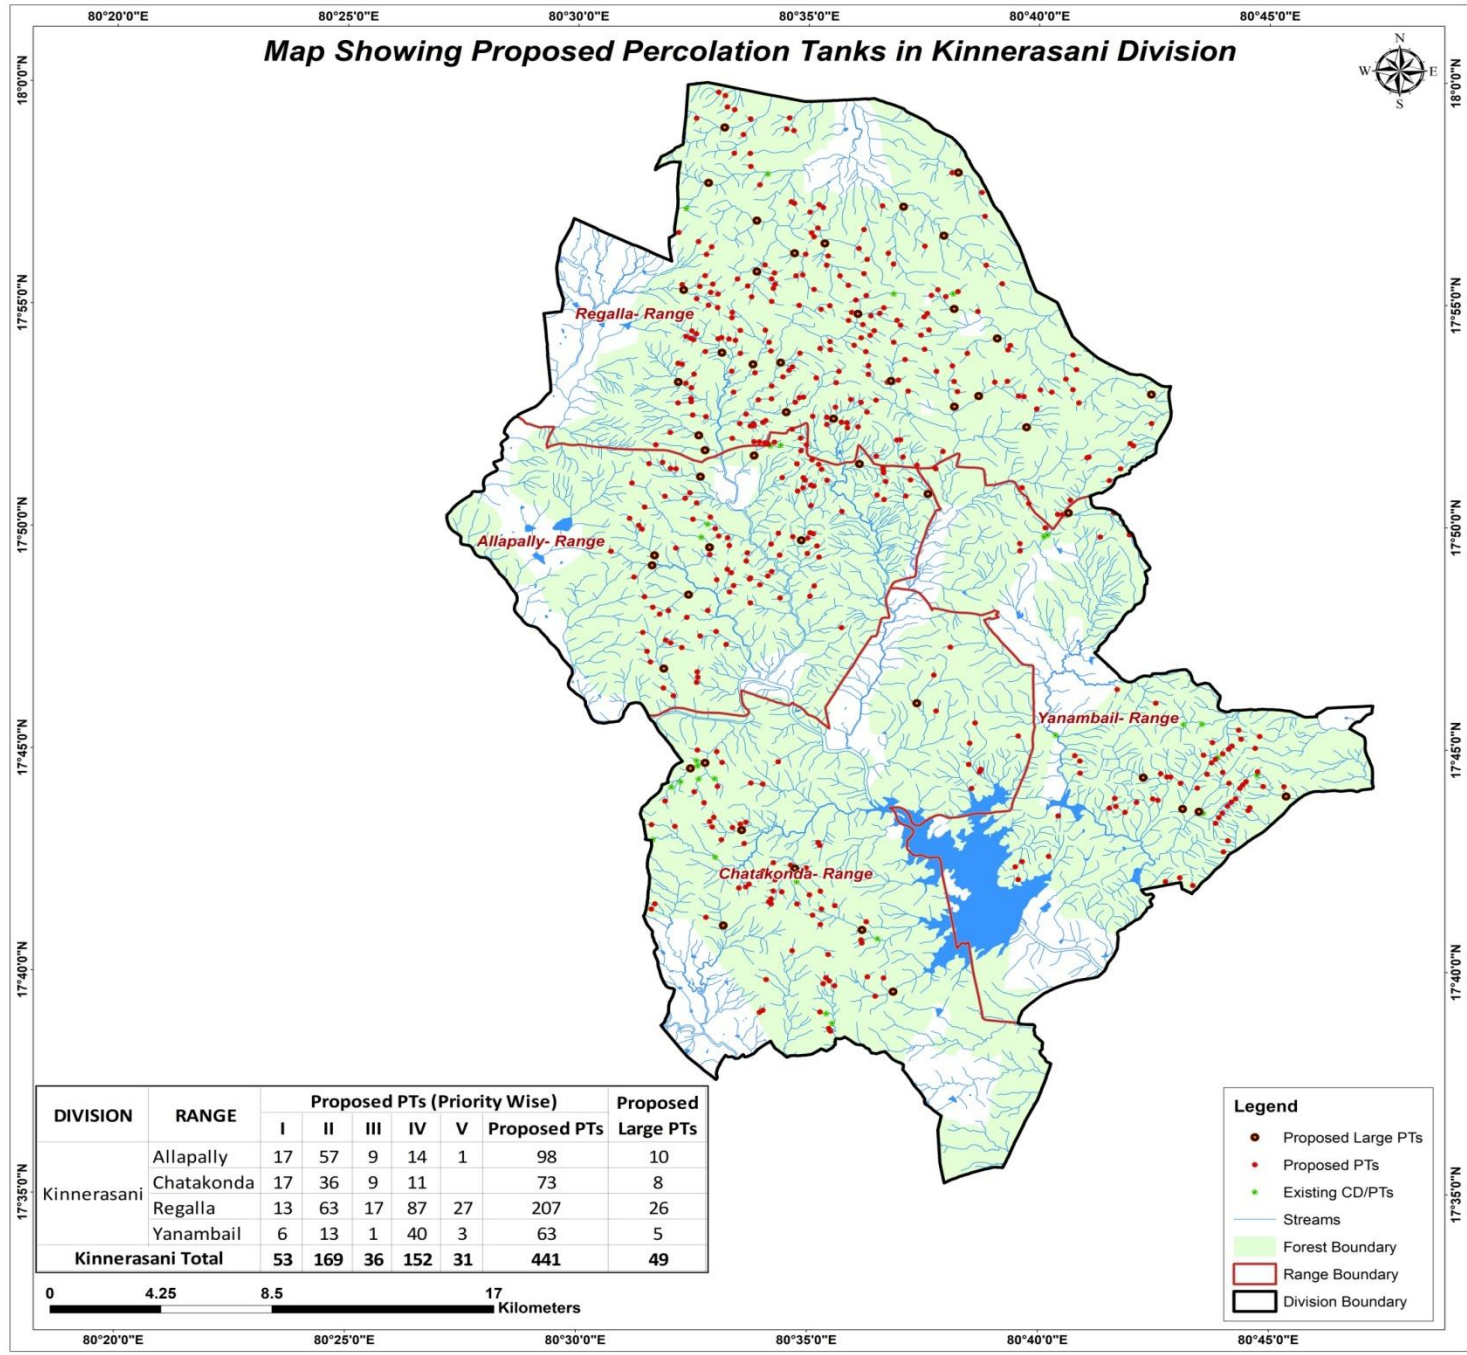 80°20'0"E 80°25'0"E 80°30'0"E 80°35'0"E 80°40'0"E 80°45'0"E
Map Showing Proposed Percolation Tanks in Kinnerasani Division
N
W E
S
18°0'0"N 18°0'0"N
17°55'0"N 17°55'0"N
Regalla- Range
17°50'0"N 17°50'0"N
Allapally- Range
Yanambail- Range
17°45'0"N 17°45'0"N
Chatakonda- Range
17°40'0"N 17°40'0"N
17°35'0"N 17°35'0"N
DIVISION RANGE Proposed PTs (Priority Wise) Proposed Large PTs
I II III IV V Proposed PTs
Kinnerasani
Allapally 17 57 9 14 1 98 10
Chatakonda 17 36 9 11 73 8
Regalla 13 63 17 87 27 207 26
Yanambail 6 13 1 40 3 63 5
Kinnerasani Total 53 169 36 152 31 441 49
0 4.25 8.5 17
Kilometers
Legend
Proposed Large PTs
Proposed PTs
Existing CD/PTs
Streams
Forest Boundary
Range Boundary
Division Boundary
80°20'0"E 80°25'0"E 80°30'0"E 80°35'0"E 80°40'0"E 80°45'0"E